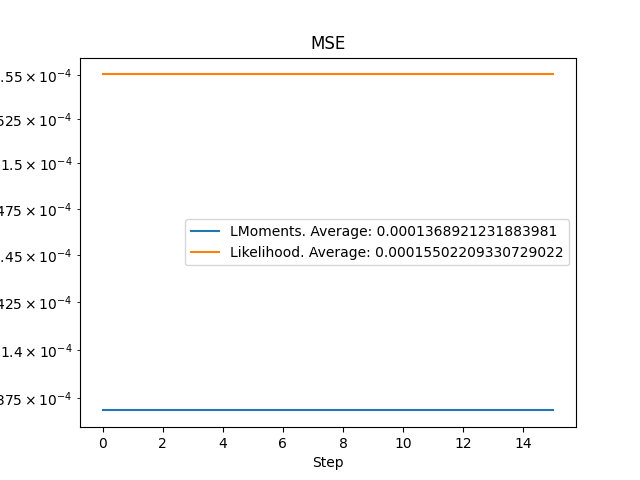 MSE
.55 × 10⁻⁴
525 × 10⁻⁴
1.5 × 10⁻⁴
475 × 10⁻⁴
.45 × 10⁻⁴
425 × 10⁻⁴
1.4 × 10⁻⁴
375 × 10⁻⁴
LMoments. Average: 0.0001368921231883981
Likelihood. Average: 0.00015502209330729022
0 2 4 6 8 10 12 14
Step